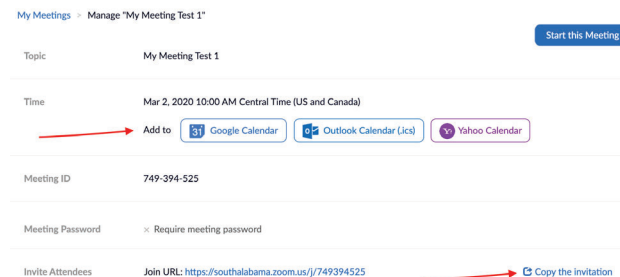 My Meetings > Manage "My Meeting Test 1"
Start this Meeting
Topic My Meeting Test 1
Time Mar 2, 2020 10:00 AM Central Time (US and Canada)
Add to 31 Google Calendar Outlook Calendar (.ics) Yahoo Calendar
Meeting ID 749-394-525
Meeting Password × Require meeting password
Invite Attendees Join URL: https://southalabama.zoom.us/j/749394525 Copy the invitation